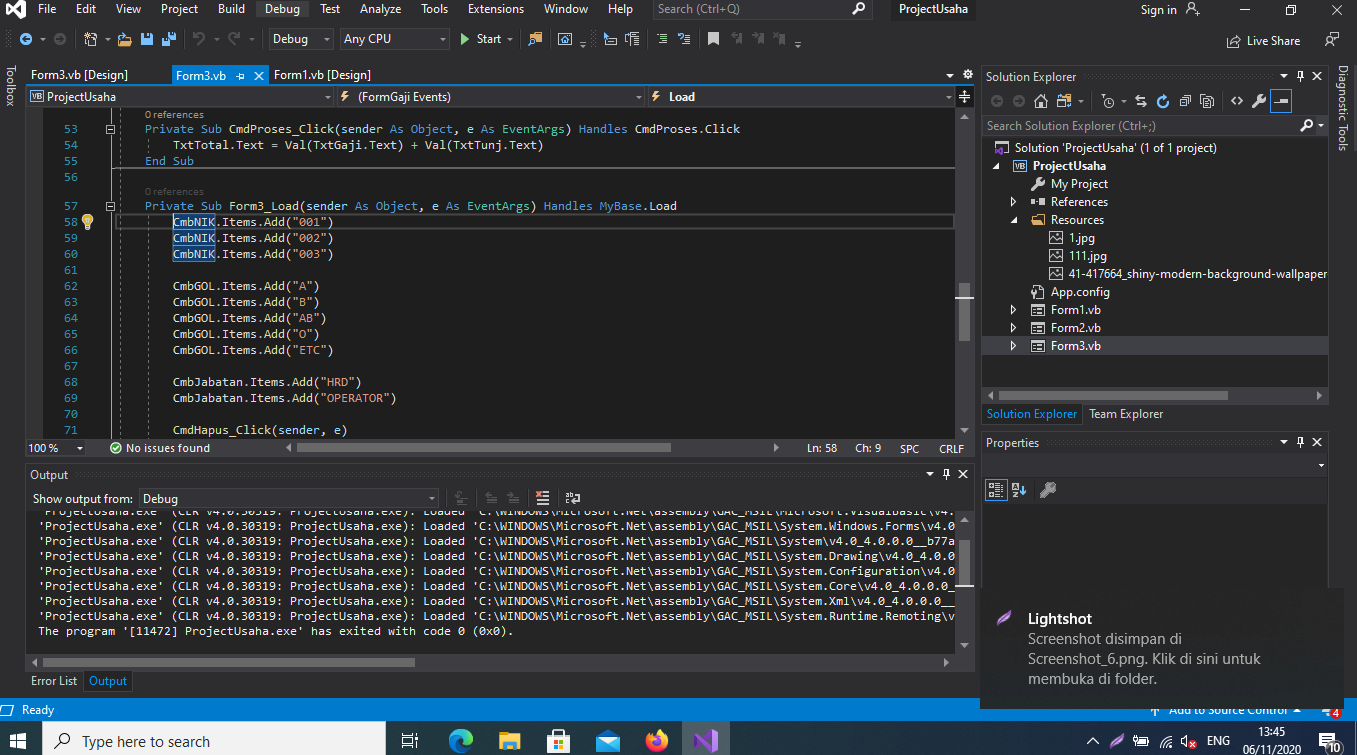 File Edit View Project Build Debug Test Analyze Tools Extensions Window Help Search (Ctrl+Q) ProjectUsaha Sign in
Debug Any CPU Start Live Share
Toolbox
Form3.vb [Design] Form3.vb Form1.vb [Design]
VB ProjectUsaha (FormGaji Events) Load
0 references
53 Private Sub CmdProses_Click(sender As Object, e As EventArgs) Handles CmdProses.Click
54 TxtTotal.Text = Val(TxtGaji.Text) + Val(TxtTunj.Text)
55 End Sub
56
0 references
57 Private Sub Form3_Load(sender As Object, e As EventArgs) Handles MyBase.Load
58 CmbNIK.Items.Add("001")
59 CmbNIK.Items.Add("002")
60 CmbNIK.Items.Add("003")
61
62 CmbGOL.Items.Add("A")
63 CmbGOL.Items.Add("B")
64 CmbGOL.Items.Add("AB")
65 CmbGOL.Items.Add("O")
66 CmbGOL.Items.Add("ETC")
67
68 CmbJabatan.Items.Add("HRD")
69 CmbJabatan.Items.Add("OPERATOR")
70
71 CmdHapus_Click(sender, e)
100 % No issues found Ln: 58 Ch: 9 SPC CRLF
Output
Show output from: Debug
'ProjectUsaha.exe' (CLR v4.0.30319: ProjectUsaha.exe): Loaded 'C:\WINDOWS\Microsoft.Net\assembly\GAC_MSIL\Microsoft.VisualBasic\v4.
'ProjectUsaha.exe' (CLR v4.0.30319: ProjectUsaha.exe): Loaded 'C:\WINDOWS\Microsoft.Net\assembly\GAC_MSIL\System.Windows.Forms\v4.0
'ProjectUsaha.exe' (CLR v4.0.30319: ProjectUsaha.exe): Loaded 'C:\WINDOWS\Microsoft.Net\assembly\GAC_MSIL\System\v4.0_4.0.0.0__b77a
'ProjectUsaha.exe' (CLR v4.0.30319: ProjectUsaha.exe): Loaded 'C:\WINDOWS\Microsoft.Net\assembly\GAC_MSIL\System.Drawing\v4.0_4.0.0
'ProjectUsaha.exe' (CLR v4.0.30319: ProjectUsaha.exe): Loaded 'C:\WINDOWS\Microsoft.Net\assembly\GAC_MSIL\System.Configuration\v4.0
'ProjectUsaha.exe' (CLR v4.0.30319: ProjectUsaha.exe): Loaded 'C:\WINDOWS\Microsoft.Net\assembly\GAC_MSIL\System.Core\v4.0_4.0.0.0_
'ProjectUsaha.exe' (CLR v4.0.30319: ProjectUsaha.exe): Loaded 'C:\WINDOWS\Microsoft.Net\assembly\GAC_MSIL\System.Xml\v4.0_4.0.0.0__
'ProjectUsaha.exe' (CLR v4.0.30319: ProjectUsaha.exe): Loaded 'C:\WINDOWS\Microsoft.Net\assembly\GAC_MSIL\System.Runtime.Remoting\v
The program '[11472] ProjectUsaha.exe' has exited with code 0 (0x0).
Error List Output
Solution Explorer
Search Solution Explorer (Ctrl+;)
Solution 'ProjectUsaha' (1 of 1 project)
VB ProjectUsaha
My Project
References
Resources
1.jpg
111.jpg
41-417664_shiny-modern-background-wallpaper
App.config
Form1.vb
Form2.vb
Form3.vb
Solution Explorer Team Explorer
Properties
Diagnostic Tools
Lightshot
Screenshot disimpan di
Screenshot_6.png. Klik di sini untuk
membuka di folder.
Ready Add to Source Control 4
Type here to search ENG 13:45
06/11/2020 10